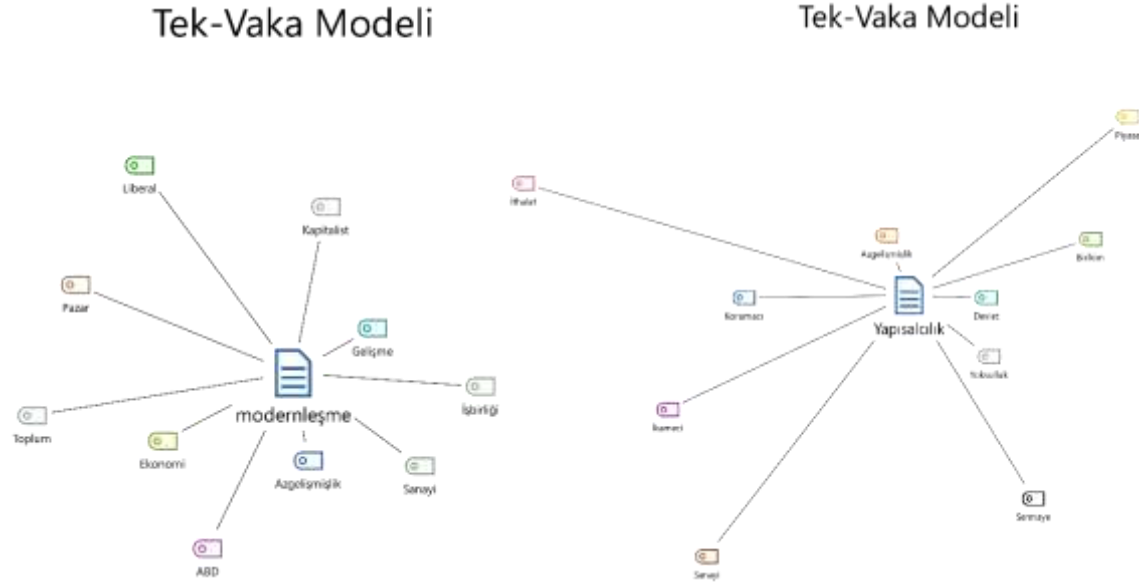 Tek-Vaka Modeli
Liberal
Kapitalist
Pazar
Gelişme
modernleşme
İşbirliği
Toplum
Ekonomi
Azgelişmişlik
Sanayi
ABD
Tek-Vaka Modeli
Piyasa
İthalat
Azgelişmişlik
Birikim
Korumacı
Devlet
Yapısalcılık
Yoksulluk
İkameci
Sermaye
Sanayi